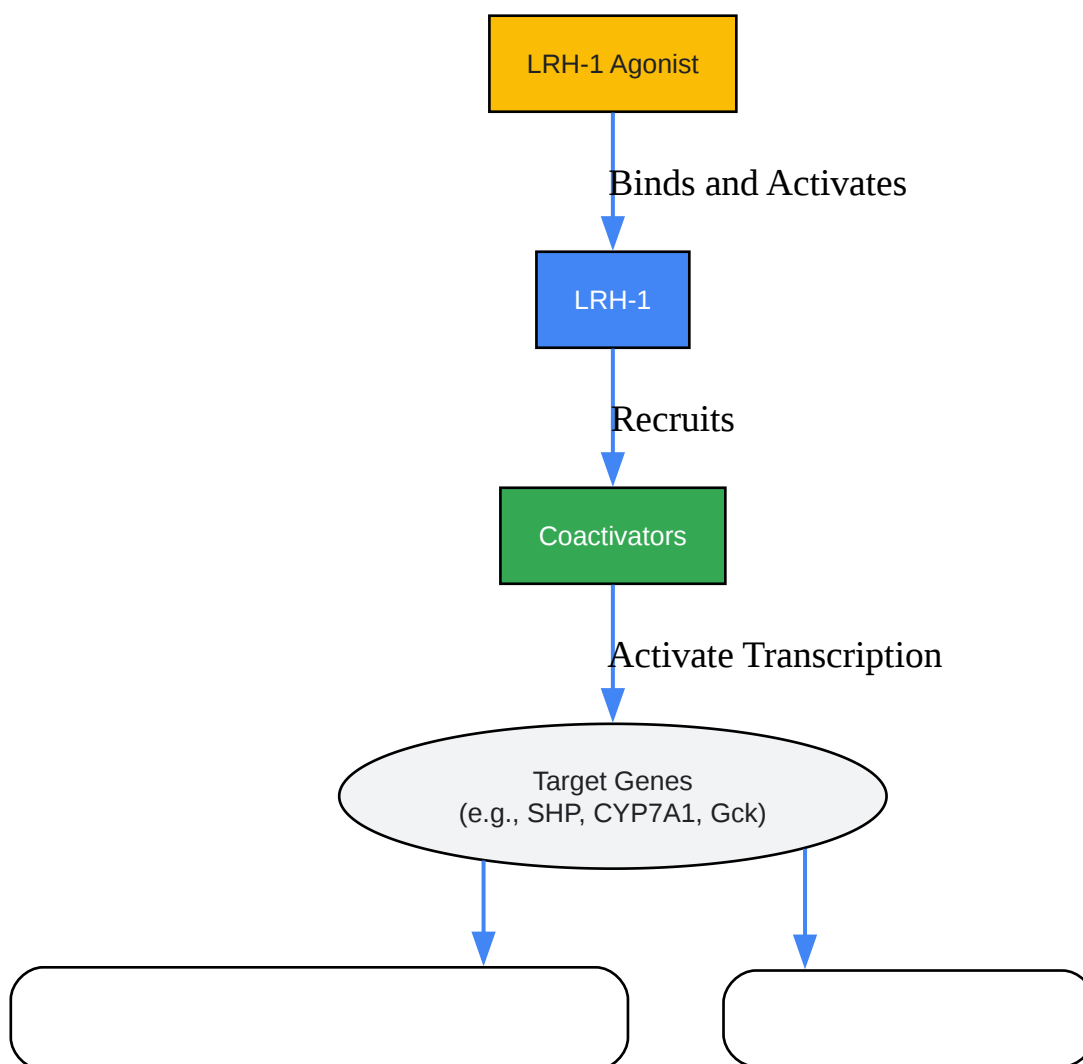 LRH-1 Agonist
Binds and Activates
LRH-1
Recruits
Coactivators
Activate Transcription
Target Genes
(e.g., SHP, CYP7A1, Gck)